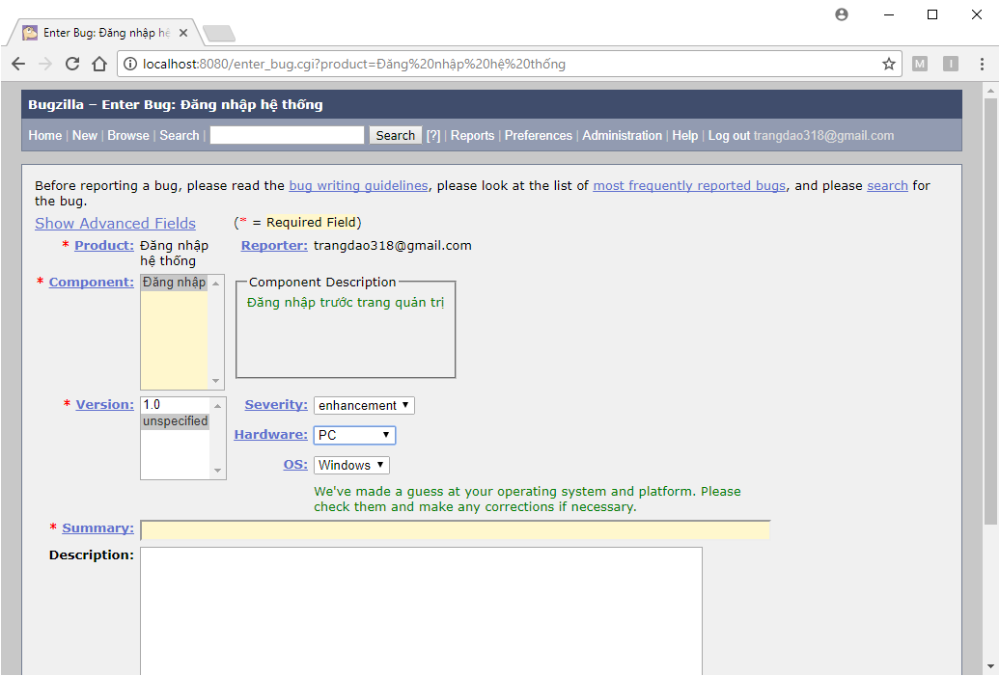 Enter Bug: Đăng nhập hệ
localhost:8080/enter_bug.cgi?product=Đăng%20nhập%20hệ%20thống
M
I
Bugzilla – Enter Bug: Đăng nhập hệ thống
Home | New | Browse | Search | Search [?] | Reports | Preferences | Administration | Help | Log out trangdao318@gmail.com
Before reporting a bug, please read the bug writing guidelines, please look at the list of most frequently reported bugs, and please search for
the bug.
Show Advanced Fields (* = Required Field)
* Product: Đăng nhập Reporter: trangdao318@gmail.com
hệ thống
* Component: Đăng nhập Component Description
Đăng nhập trước trang quản trị
* Version: 1.0 Severity: enhancement
unspecified
Hardware: PC
OS: Windows
We've made a guess at your operating system and platform. Please
check them and make any corrections if necessary.
* Summary:
Description: